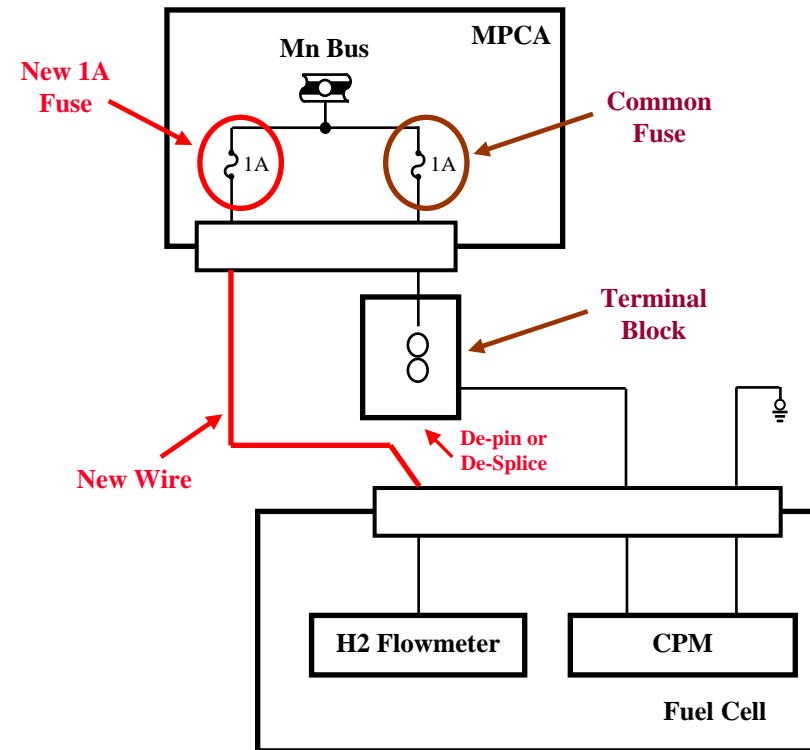 MPCA
Mn Bus
New 1A
Fuse
Common
Fuse
1A
1A
Terminal
Block
De-pin or
De-Splice
New Wire
H2 Flowmeter
CPM
Fuel Cell